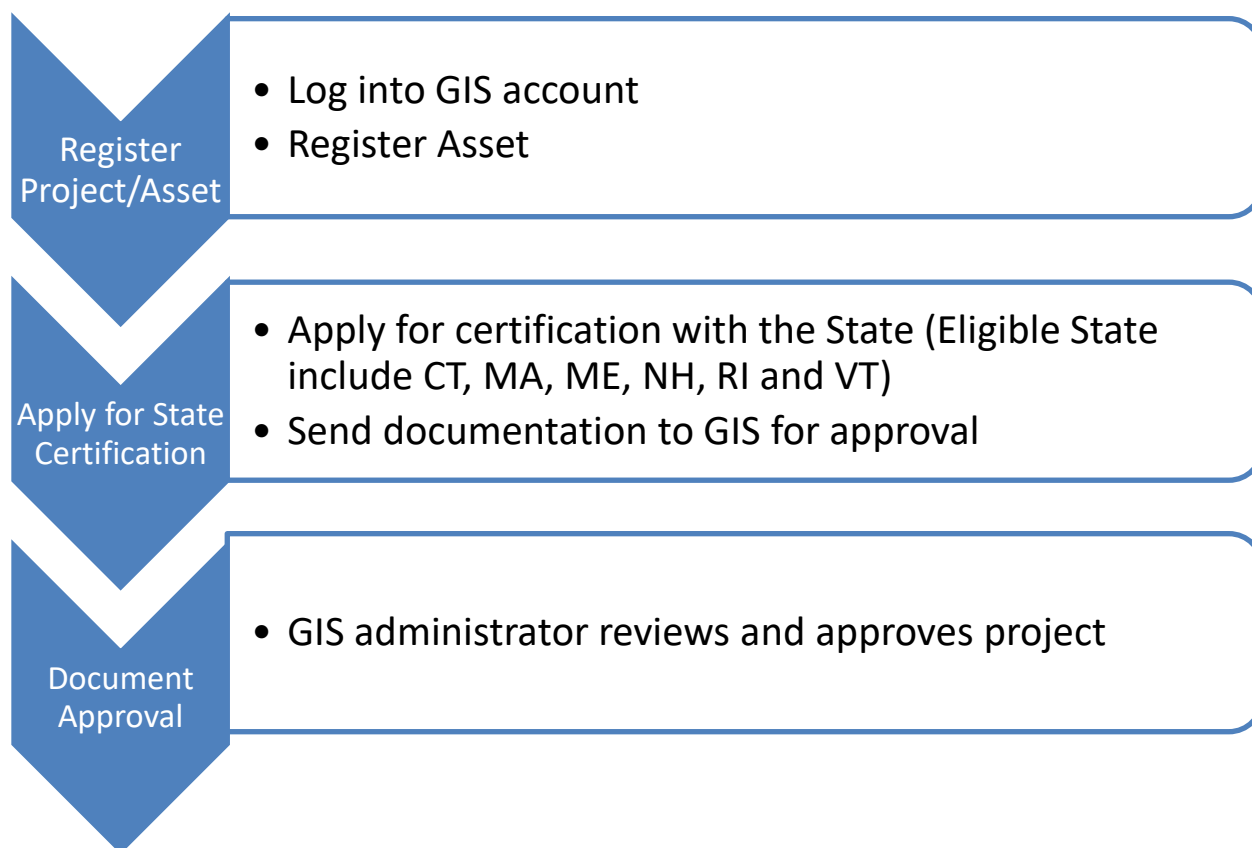 Register
Project/Asset
• Log into GIS account
• Register Asset
Apply for State
Certification
• Apply for certification with the State (Eligible State
include CT, MA, ME, NH, RI and VT)
• Send documentation to GIS for approval
Document
Approval
• GIS administrator reviews and approves project